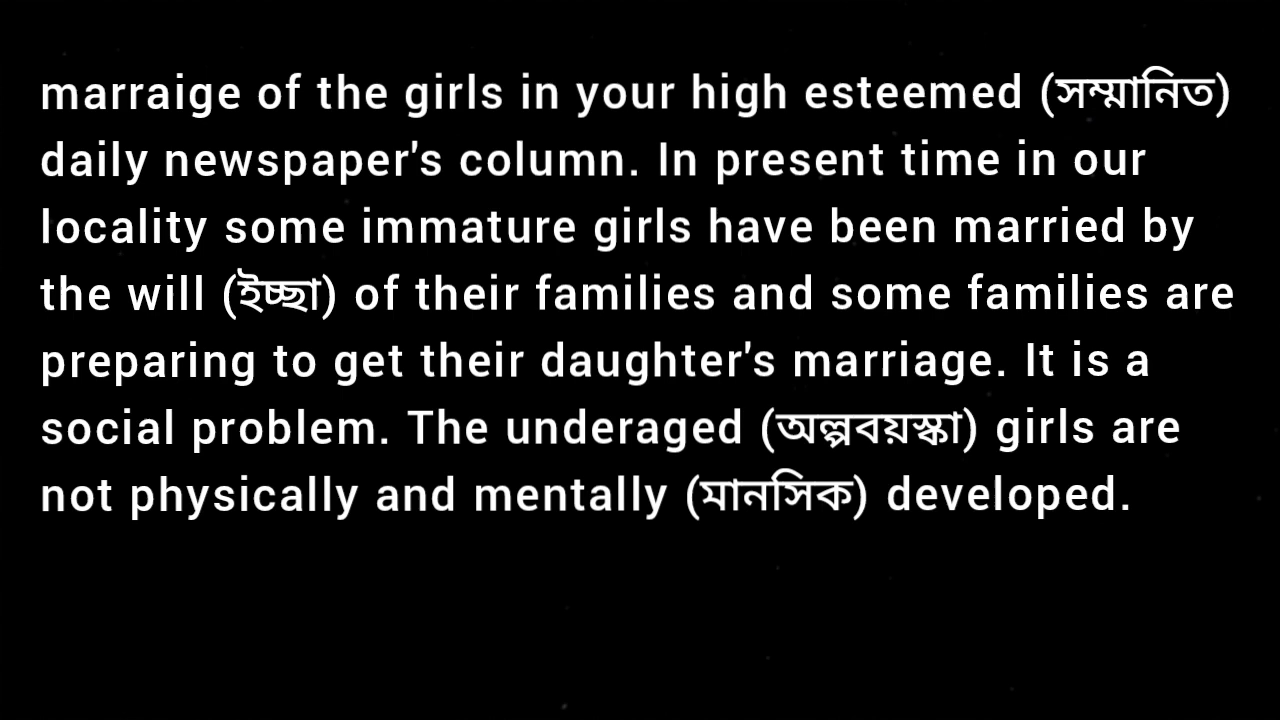 marraige of the girls in your high esteemed (সম্মানিত)
daily newspaper's column. In present time in our
locality some immature girls have been married by
the will (ইচ্ছা) of their families and some families are
preparing to get their daughter's marriage. It is a
social problem. The underaged (অল্পবয়স্কা) girls are
not physically and mentally (মানসিক) developed.